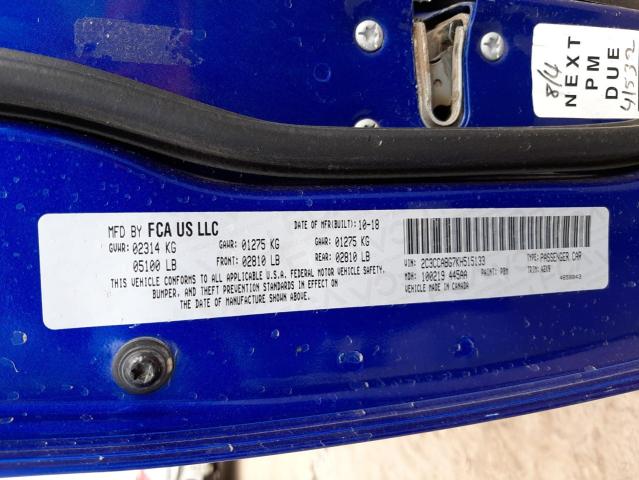 8/4
NEXT
PM
DUE
41532
MFD BY FCA US LLC
DATE OF MFR(BUILT): 10-18
GVWR: 02314 KG GAWR: 01275 KG GAWR: 01275 KG
05100 LB FRONT: 02810 LB REAR: 02810 LB
THIS VEHICLE CONFORMS TO ALL APPLICABLE U.S.A. FEDERAL MOTOR VEHICLE SAFETY,
BUMPER, AND THEFT PREVENTION STANDARDS IN EFFECT ON
THE DATE OF MANUFACTURE SHOWN ABOVE.
VIN: 2C3CCABG7KH515133 TYPE: PASSENGER CAR
MDH: 100219 445AA PAINT: PBM TRIM: A2X9
VEHICLE MADE IN CANADA